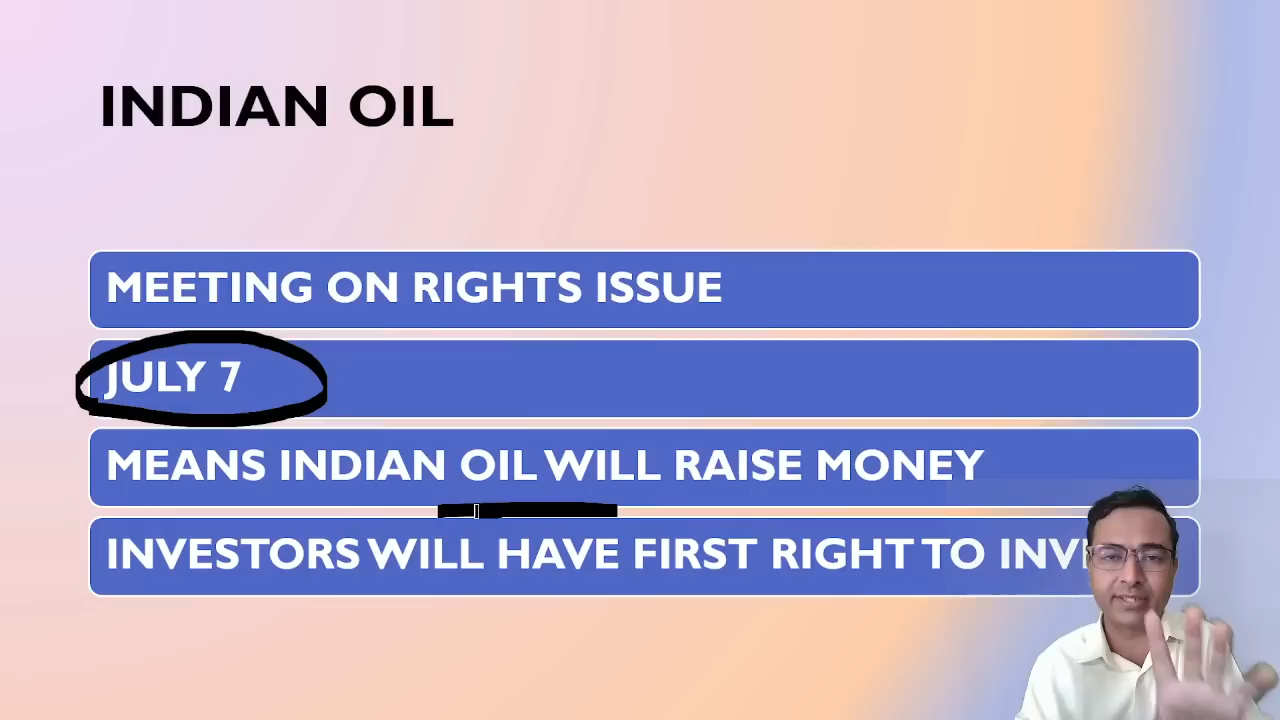 INDIAN OIL
MEETING ON RIGHTS ISSUE
JULY 7
MEANS INDIAN OIL WILL RAISE MONEY
INVESTORS WILL HAVE FIRST RIGHT TO